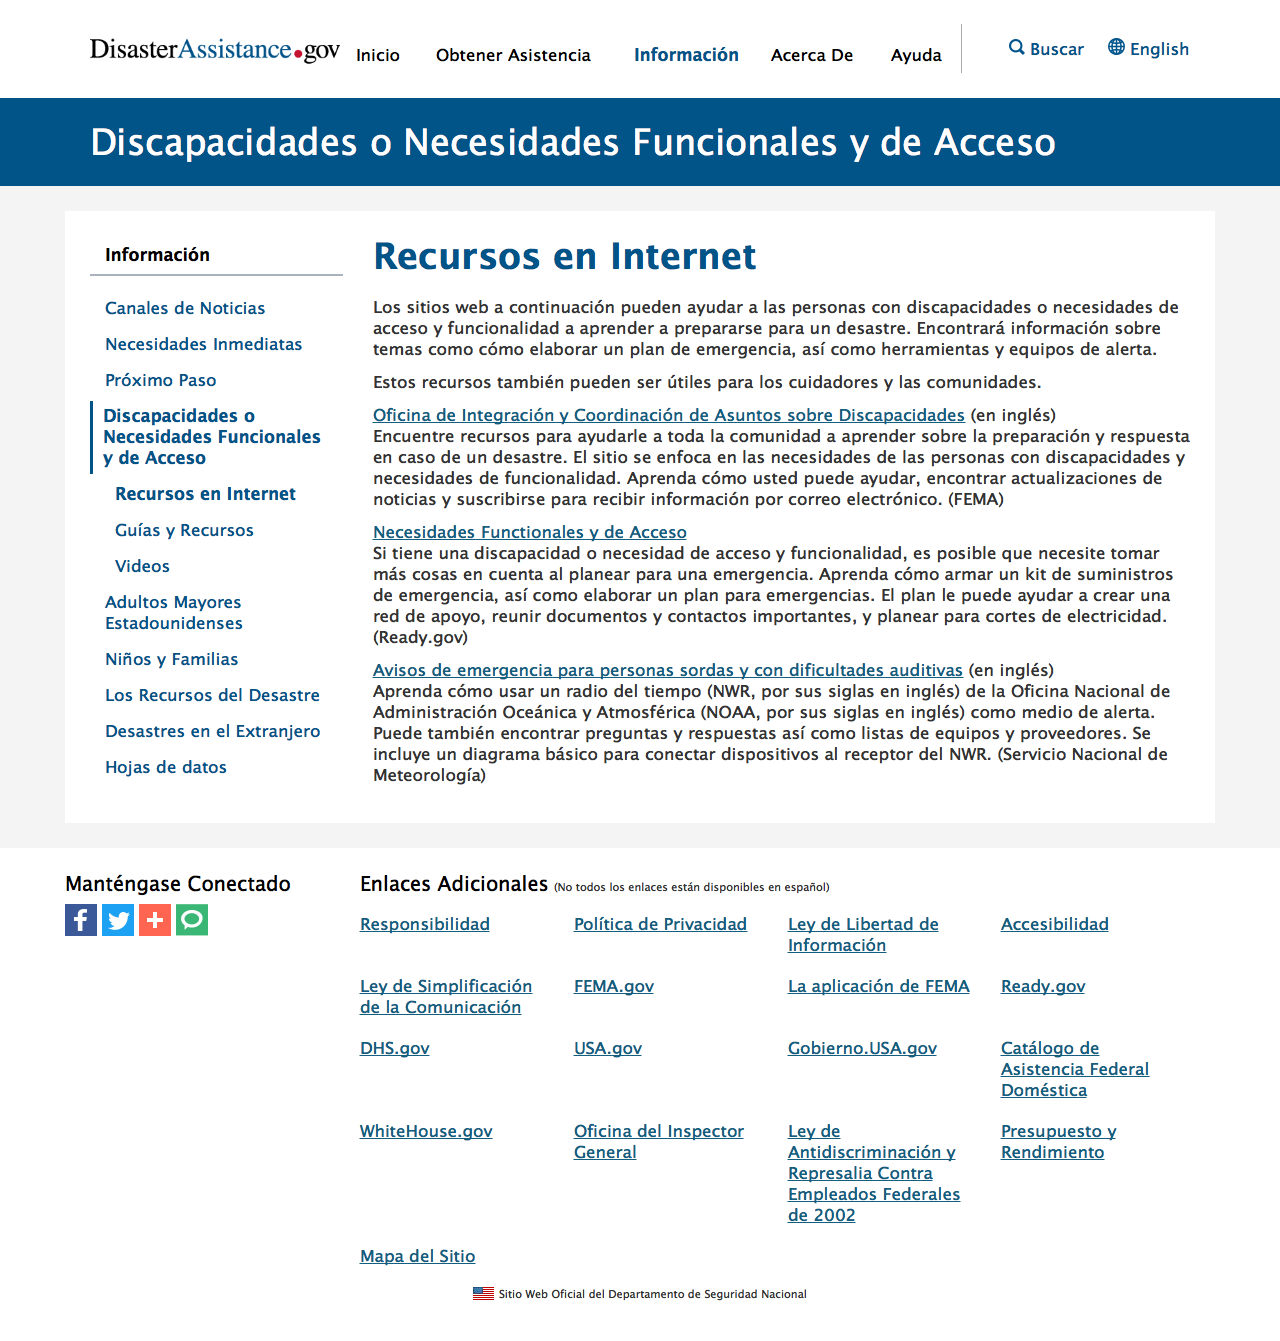 DisasterAssistance.gov
Inicio
Obtener Asistencia
Información
Acerca De
Ayuda
Buscar
English
Discapacidades o Necesidades Funcionales y de Acceso
Información
Canales de Noticias
Necesidades Inmediatas
Próximo Paso
Discapacidades o
Necesidades Funcionales
y de Acceso
Recursos en Internet
Guías y Recursos
Videos
Adultos Mayores
Estadounidenses
Niños y Familias
Los Recursos del Desastre
Desastres en el Extranjero
Hojas de datos
Recursos en Internet
Los sitios web a continuación pueden ayudar a las personas con discapacidades o necesidades de
acceso y funcionalidad a aprender a prepararse para un desastre. Encontrará información sobre
temas como cómo elaborar un plan de emergencia, así como herramientas y equipos de alerta.
Estos recursos también pueden ser útiles para los cuidadores y las comunidades.
Oficina de Integración y Coordinación de Asuntos sobre Discapacidades (en inglés)
Encuentre recursos para ayudarle a toda la comunidad a aprender sobre la preparación y respuesta
en caso de un desastre. El sitio se enfoca en las necesidades de las personas con discapacidades y
necesidades de funcionalidad. Aprenda cómo usted puede ayudar, encontrar actualizaciones de
noticias y suscribirse para recibir información por correo electrónico. (FEMA)
Necesidades Functionales y de Acceso
Si tiene una discapacidad o necesidad de acceso y funcionalidad, es posible que necesite tomar
más cosas en cuenta al planear para una emergencia. Aprenda cómo armar un kit de suministros
de emergencia, así como elaborar un plan para emergencias. El plan le puede ayudar a crear una
red de apoyo, reunir documentos y contactos importantes, y planear para cortes de electricidad.
(Ready.gov)
Avisos de emergencia para personas sordas y con dificultades auditivas (en inglés)
Aprenda cómo usar un radio del tiempo (NWR, por sus siglas en inglés) de la Oficina Nacional de
Administración Oceánica y Atmosférica (NOAA, por sus siglas en inglés) como medio de alerta.
Puede también encontrar preguntas y respuestas así como listas de equipos y proveedores. Se
incluye un diagrama básico para conectar dispositivos al receptor del NWR. (Servicio Nacional de
Meteorología)
Manténgase Conectado
Enlaces Adicionales (No todos los enlaces están disponibles en español)
Responsibilidad
Política de Privacidad
Ley de Libertad de
Información
Accesibilidad
Ley de Simplificación
de la Comunicación
FEMA.gov
La aplicación de FEMA
Ready.gov
DHS.gov
USA.gov
Gobierno.USA.gov
Catálogo de
Asistencia Federal
Doméstica
WhiteHouse.gov
Oficina del Inspector
General
Ley de
Antidiscriminación y
Represalia Contra
Empleados Federales
de 2002
Presupuesto y
Rendimiento
Mapa del Sitio
Sitio Web Oficial del Departamento de Seguridad Nacional